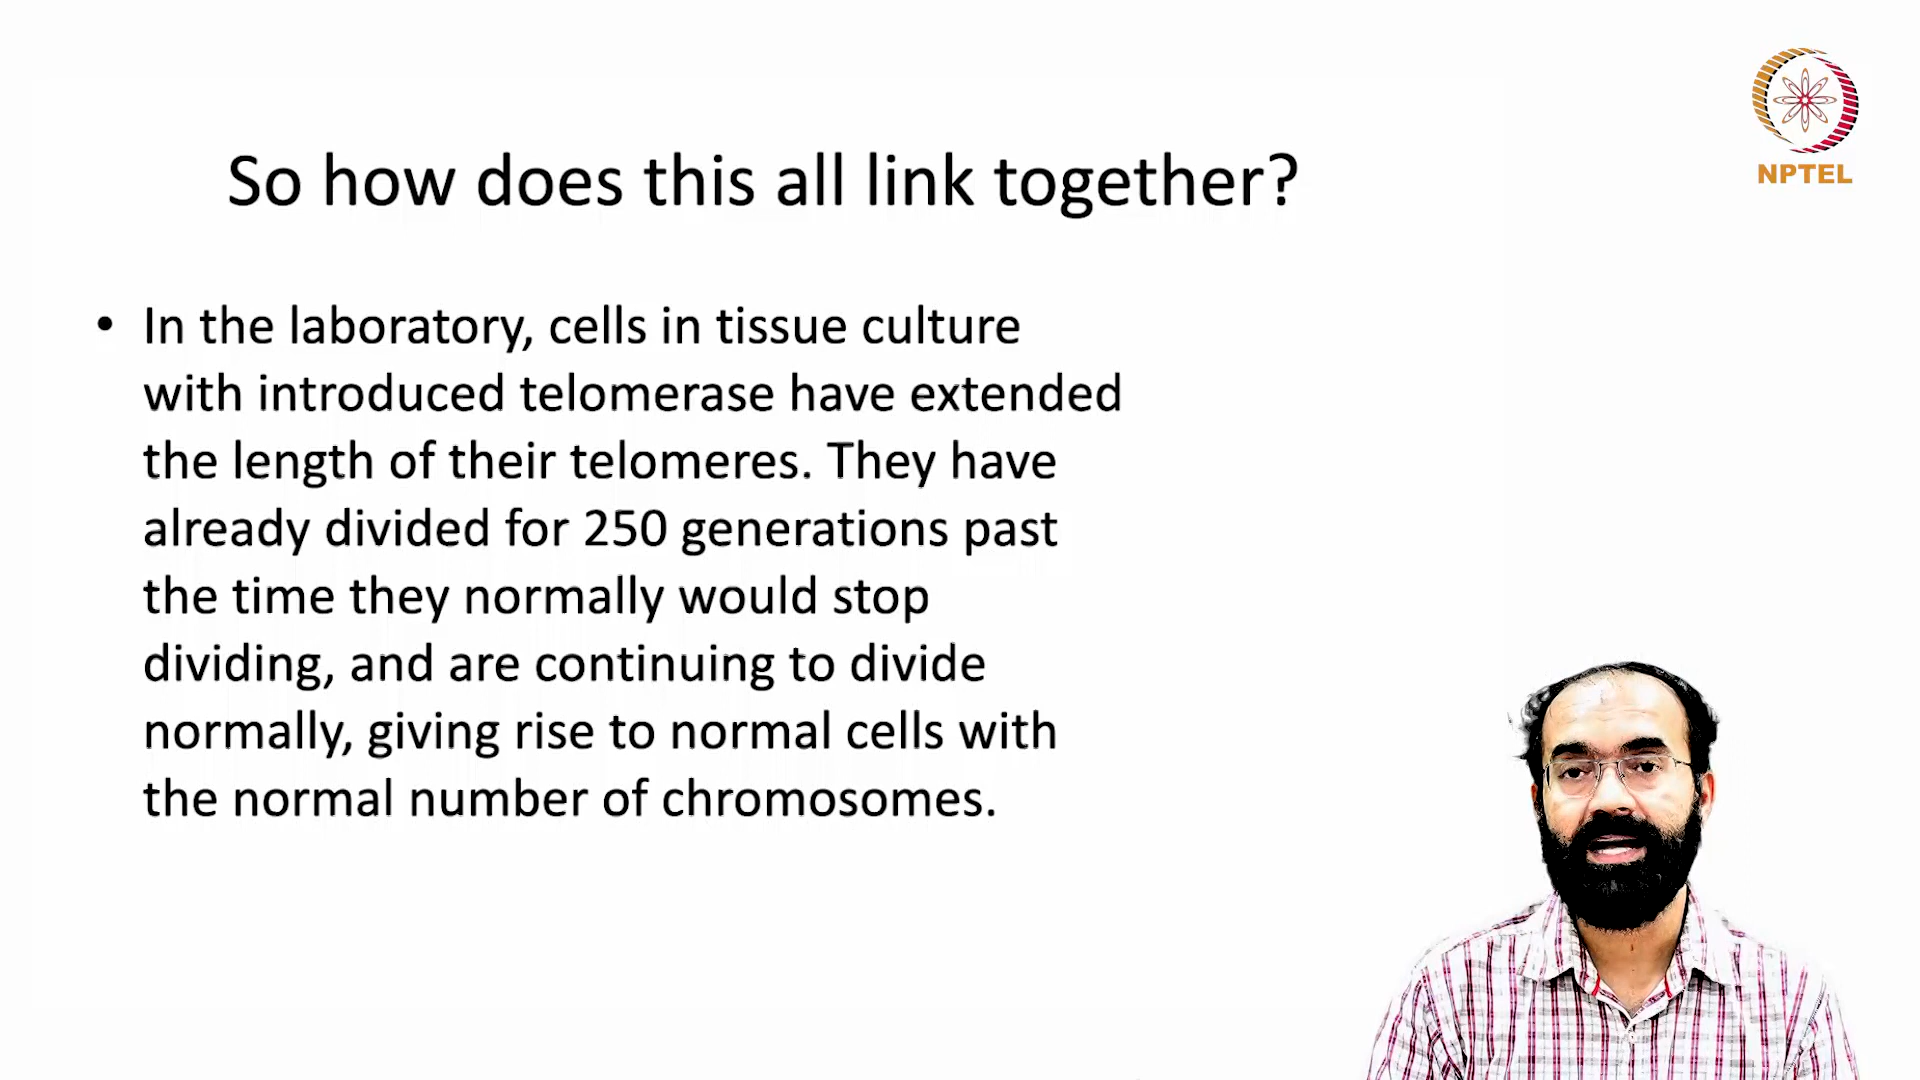 NPTEL
So how does this all link together?
• In the laboratory, cells in tissue culture
with introduced telomerase have extended
the length of their telomeres. They have
already divided for 250 generations past
the time they normally would stop
dividing, and are continuing to divide
normally, giving rise to normal cells with
the normal number of chromosomes.